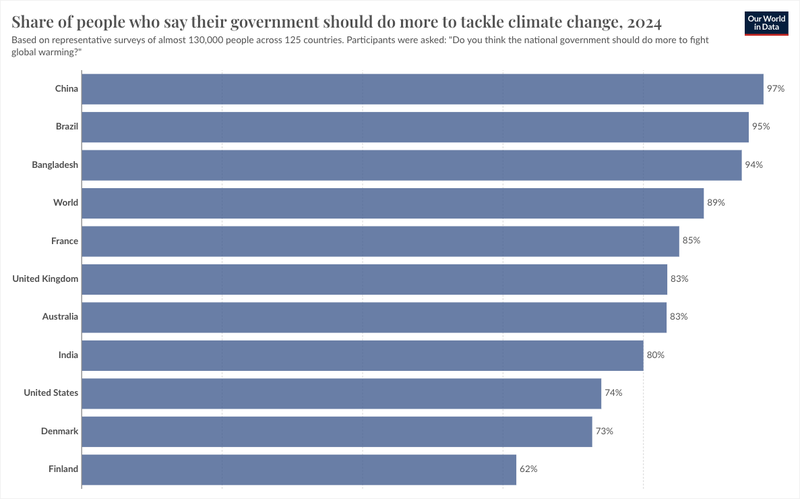 Share of people who say their government should do more to tackle climate change, 2024
Our World
in Data
Based on representative surveys of almost 130,000 people across 125 countries. Participants were asked: "Do you think the national government should do more to fight
global warming?"
China 97%
Brazil 95%
Bangladesh 94%
World 89%
France 85%
United Kingdom 83%
Australia 83%
India 80%
United States 74%
Denmark 73%
Finland 62%